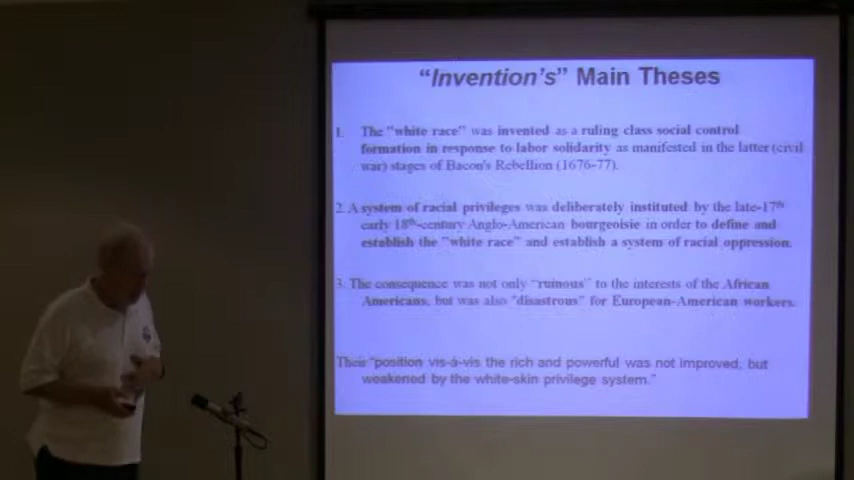 “Invention’s” Main Theses
1. The "white race" was invented as a ruling class social control
formation in response to labor solidarity as manifested in the latter (civil
war) stages of Bacon's Rebellion (1676-77).
2. A system of racial privileges was deliberately instituted by the late-17th
early 18th-century Anglo-American bourgeoisie in order to define and
establish the "white race" and establish a system of racial oppression.
3. The consequence was not only "ruinous" to the interests of the African
Americans, but was also "disastrous" for European-American workers.
Their “position vis-à-vis the rich and powerful was not improved, but
weakened by the white-skin privilege system.”